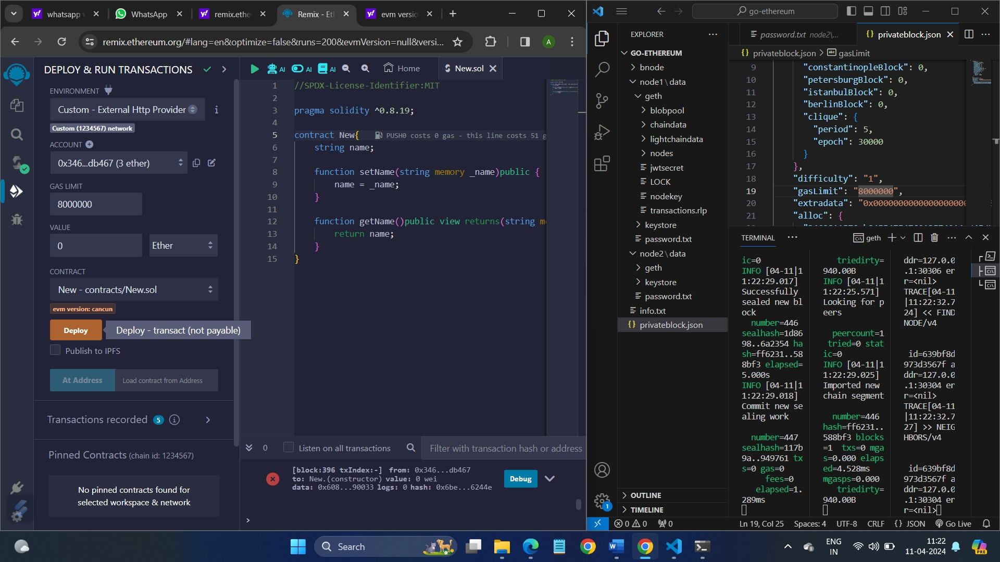 whatsapp w
WhatsApp
remix.ethe
Remix - Et
evm versio
remix.ethereum.org/#lang=en&optimize=false&runs=200&evmVersion=null&versi...
A
DEPLOY & RUN TRANSACTIONS
ENVIRONMENT
Custom - External Http Provider
i
Custom (1234567) network
ACCOUNT
0x346...db467 (3 ether)
GAS LIMIT
8000000
VALUE
0
Ether
CONTRACT
New - contracts/New.sol
evm version: cancun
Deploy
Deploy - transact (not payable)
Publish to IPFS
At Address
Load contract from Address
Transactions recorded 5 i
Pinned Contracts (chain id: 1234567)
No pinned contracts found for
selected workspace & network
AI AI AI Home New.sol
1 //SPDX-License-Identifier:MIT
2
3 pragma solidity ^0.8.19;
4
5 contract New{ PUSH0 costs 0 gas - this line costs 51 g
6 string name;
7
8 function setName(string memory _name)public {
9 name = _name;
10 }
11
12 function getName()public view returns(string m
13 return name;
14 }
15 }
0 Listen on all transactions Filter with transaction hash or address
[block:396 txIndex:-] from: 0x346...db467
to: New.(constructor) value: 0 wei
data: 0x608...90033 logs: 0 hash: 0x6be...6244e
Debug
>
go-ethereum
EXPLORER
GO-ETHEREUM
bnode
node1\data
geth
blobpool
chaindata
lightchaindata
nodes
jwtsecret
LOCK
nodekey
transactions.rlp
keystore
password.txt
node2\data
geth
keystore
password.txt
info.txt
{} privateblock.json
OUTLINE
TIMELINE
password.txt node2\...
{} privateblock.json
{} privateblock.json > abc gasLimit
9 "constantinopleBlock": 0,
10 "petersburgBlock": 0,
11 "istanbulBlock": 0,
12 "berlinBlock": 0,
13 "clique": {
14 "period": 5,
15 "epoch": 30000
16 }
17 },
18 "difficulty": "1",
19 "gasLimit": "8000000",
20 "extradata": "0x00000000000000000000
21 "alloc": {
TERMINAL
geth
ic=0
INFO [04-11|1
1:22:29.017]
Successfully
sealed new bl
ock
number=446
sealhash=1d86
98..6a2354 ha
sh=ff6231..58
8bf3 elapsed=
5.000s
INFO [04-11|1
1:22:29.018]
Commit new se
aling work
number=447
sealhash=117b
9a..949761 tx
s=0 gas=0
fees=0
elapsed=1.
289ms
triedirty=
940.00B
INFO [04-11|1
1:22:25.571]
Looking for p
eers
peercount=1
tried=0 stat
ic=0
INFO [04-11|1
1:22:29.025]
Imported new
chain segment
number=446
hash=ff6231..
588bf3 blocks
=1 txs=0 mga
s=0.000 elaps
ed=4.528ms
mgasps=0.000
triedirty=
940.00B
ddr=127.0.0
.1:30306 er
r=<nil>
TRACE[04-11
|11:22:32.7
24] << FIND
NODE/v4
id=639bf8d
973d3567f a
ddr=127.0.0
.1:30304 er
r=<nil>
TRACE[04-11
|11:22:32.7
27] >> NEIG
HBORS/v4
id=639bf8d
973d3567f a
ddr=127.0.0
.1:30304 er
r=<nil>
1
0 0 0 Ln 19, Col 25 Spaces: 4 UTF-8 CRLF {} JSON Go Live
Search
ENG
IN
11:22
11-04-2024
PRE